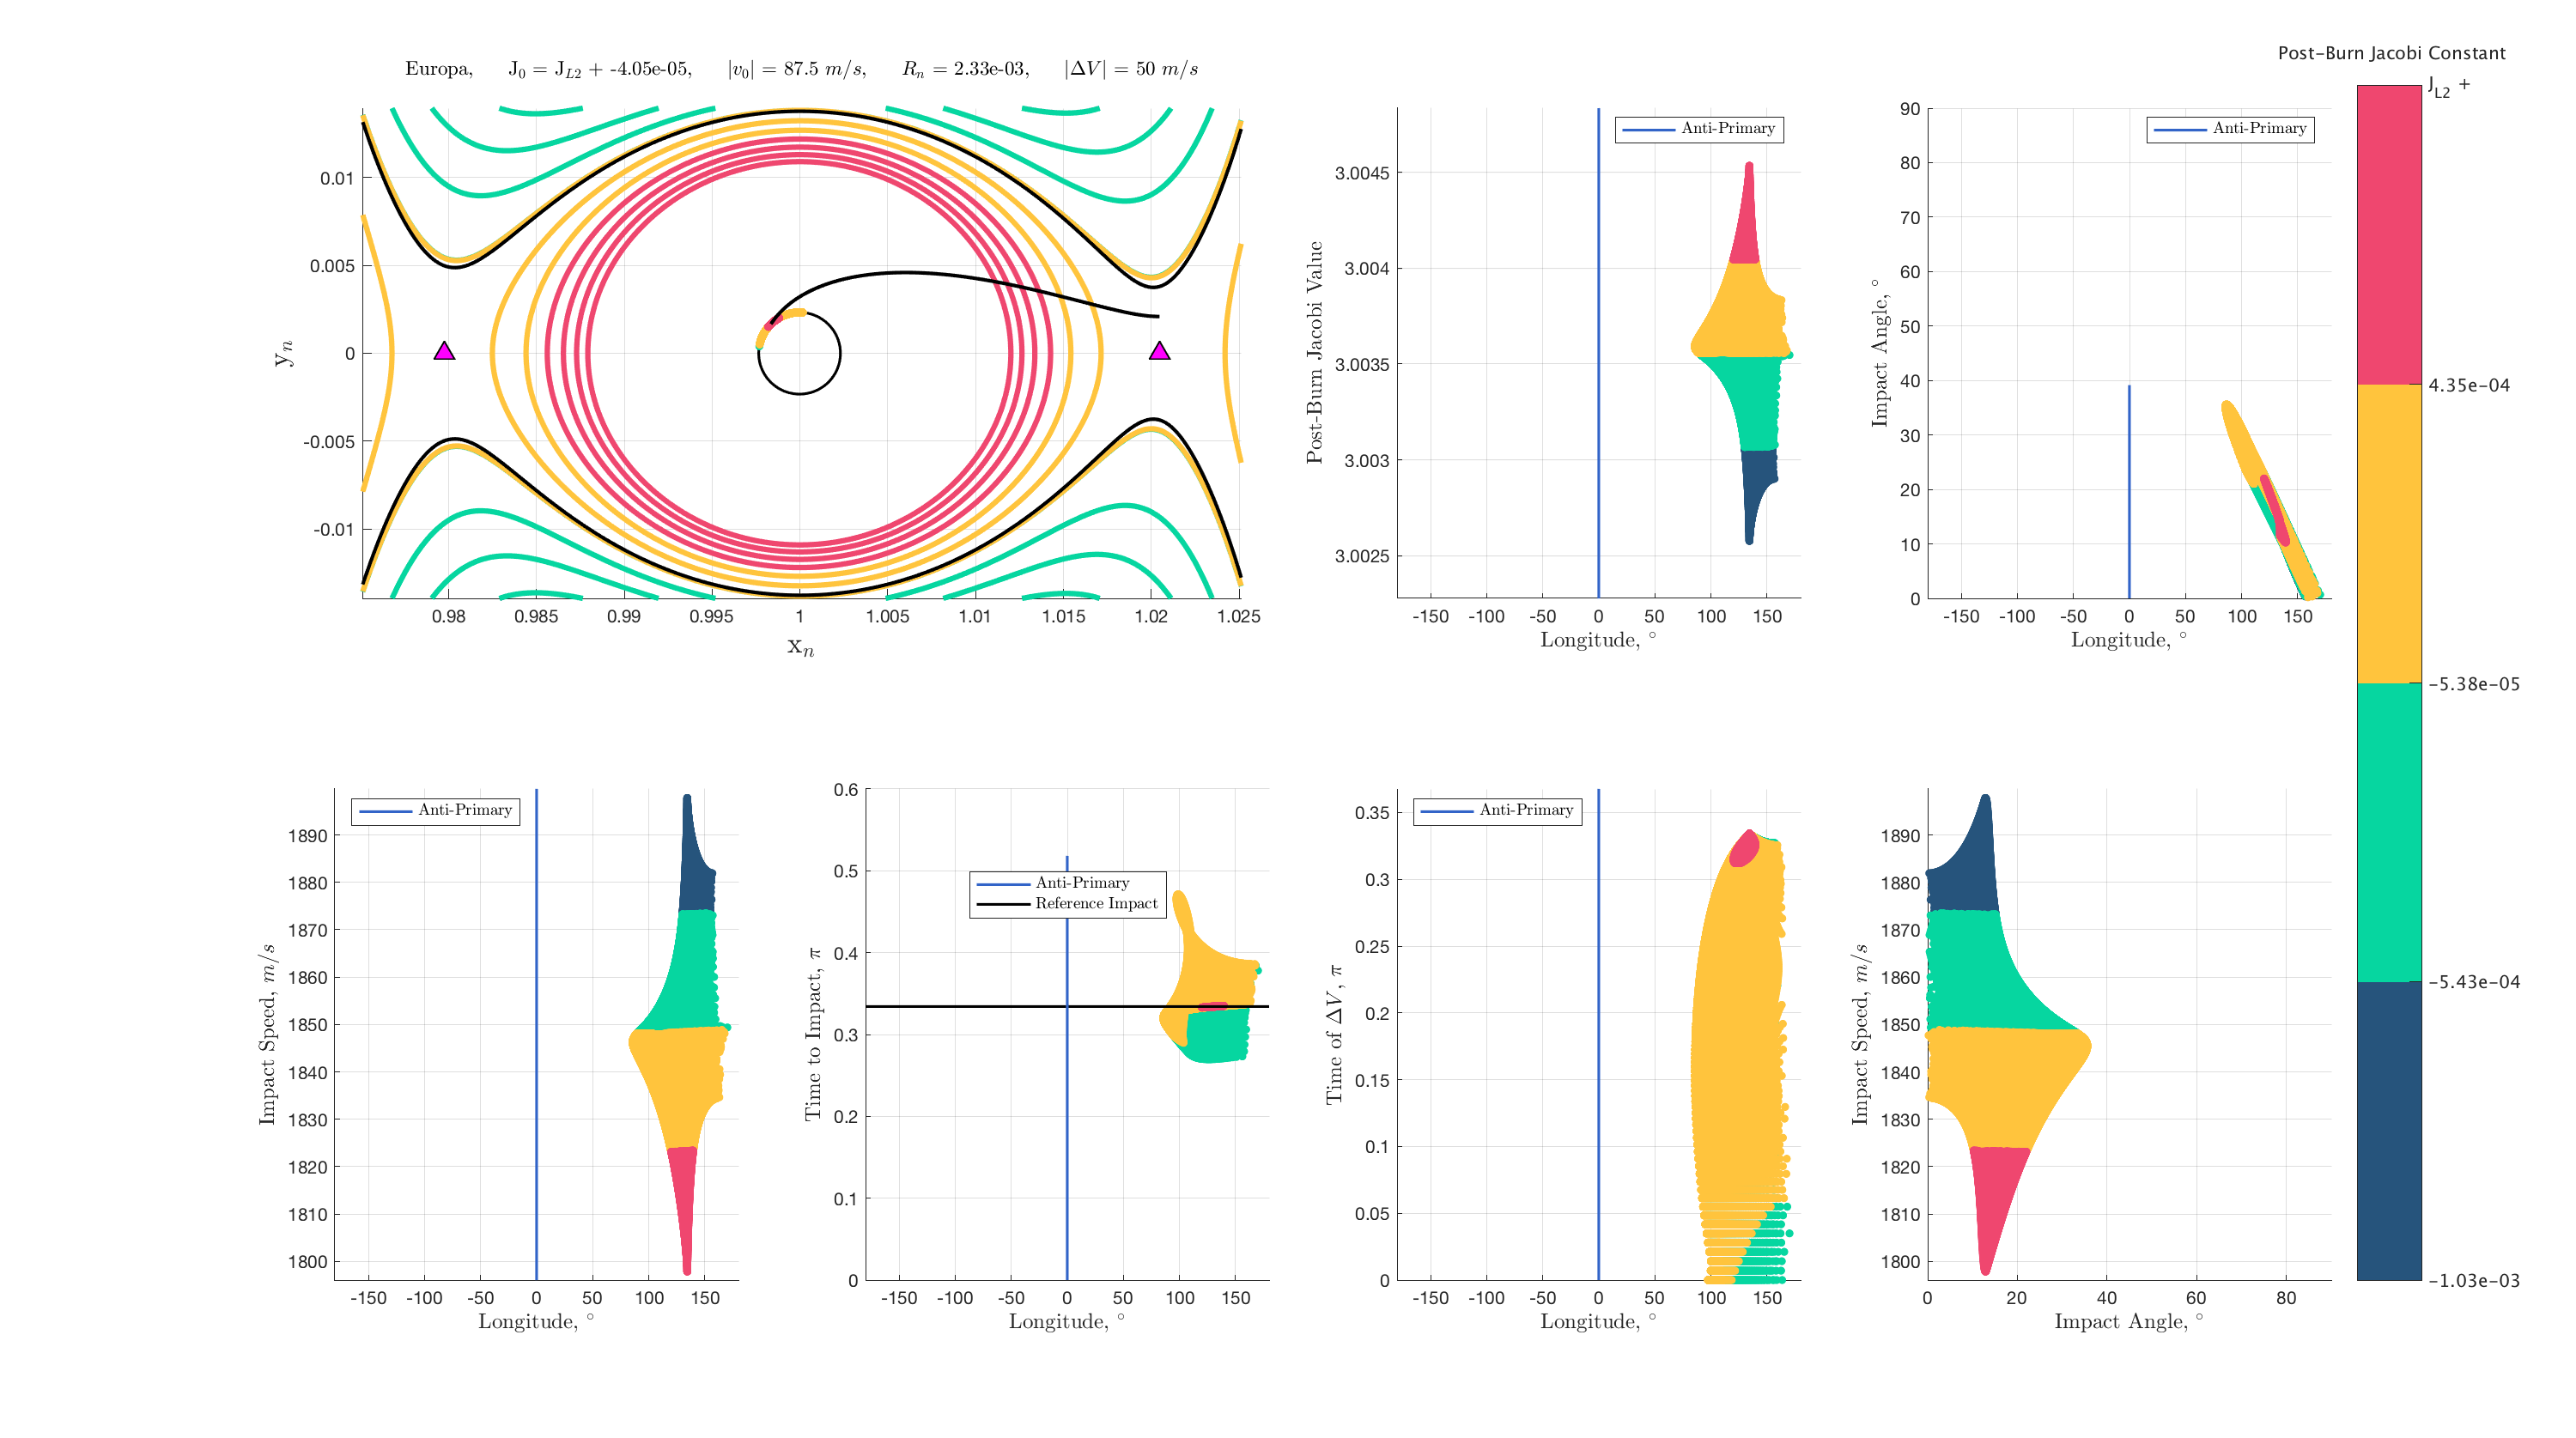 Europa, J0 = JL2 + -4.05e-05, |v0| = 87.5 m/s, Rn = 2.33e-03, |ΔV| = 50 m/s
Post-Burn Jacobi Constant
JL2 +
4.35e-04
-5.38e-05
-5.43e-04
-1.03e-03
0.01
0.005
0
-0.005
-0.01
yn
0.98 0.985 0.99 0.995 1 1.005 1.01 1.015 1.02 1.025
xn
Anti-Primary
3.0045
3.004
3.0035
3.003
3.0025
Post-Burn Jacobi Value
-150 -100 -50 0 50 100 150
Longitude, °
Anti-Primary
90
80
70
60
50
40
30
20
10
0
Impact Angle, °
-150 -100 -50 0 50 100 150
Longitude, °
Anti-Primary
1890
1880
1870
1860
1850
1840
1830
1820
1810
1800
Impact Speed, m/s
-150 -100 -50 0 50 100 150
Longitude, °
Anti-Primary
Reference Impact
0.6
0.5
0.4
0.3
0.2
0.1
0
Time to Impact, π
-150 -100 -50 0 50 100 150
Longitude, °
Anti-Primary
0.35
0.3
0.25
0.2
0.15
0.1
0.05
0
Time of ΔV, π
-150 -100 -50 0 50 100 150
Longitude, °
1890
1880
1870
1860
1850
1840
1830
1820
1810
1800
Impact Speed, m/s
0 20 40 60 80
Impact Angle, °